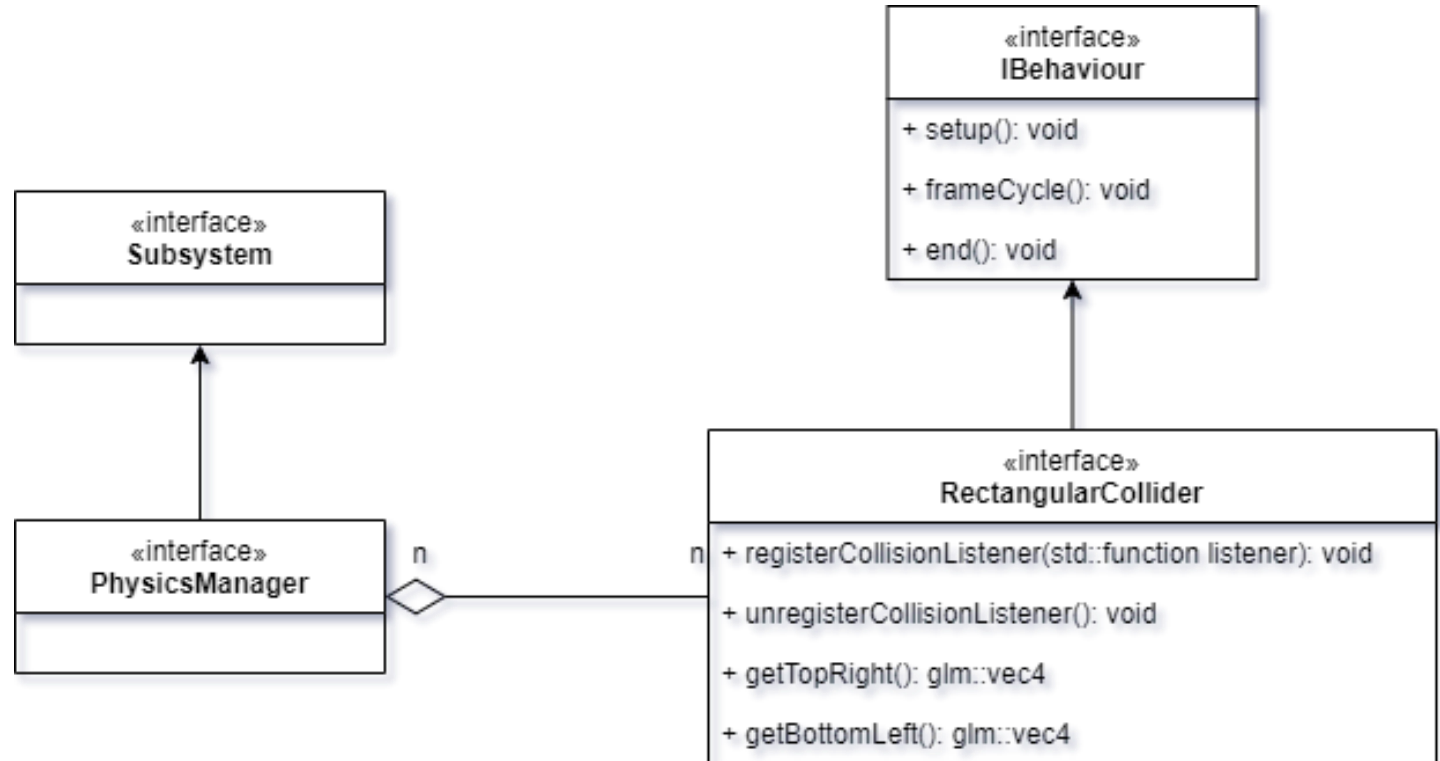 «interface»
IBehaviour
+ setup(): void
+ frameCycle(): void
+ end(): void
«interface»
Subsystem
«interface»
PhysicsManager
n
n
«interface»
RectangularCollider
+ registerCollisionListener(std::function listener): void
+ unregisterCollisionListener(): void
+ getTopRight(): glm::vec4
+ getBottomLeft(): glm::vec4